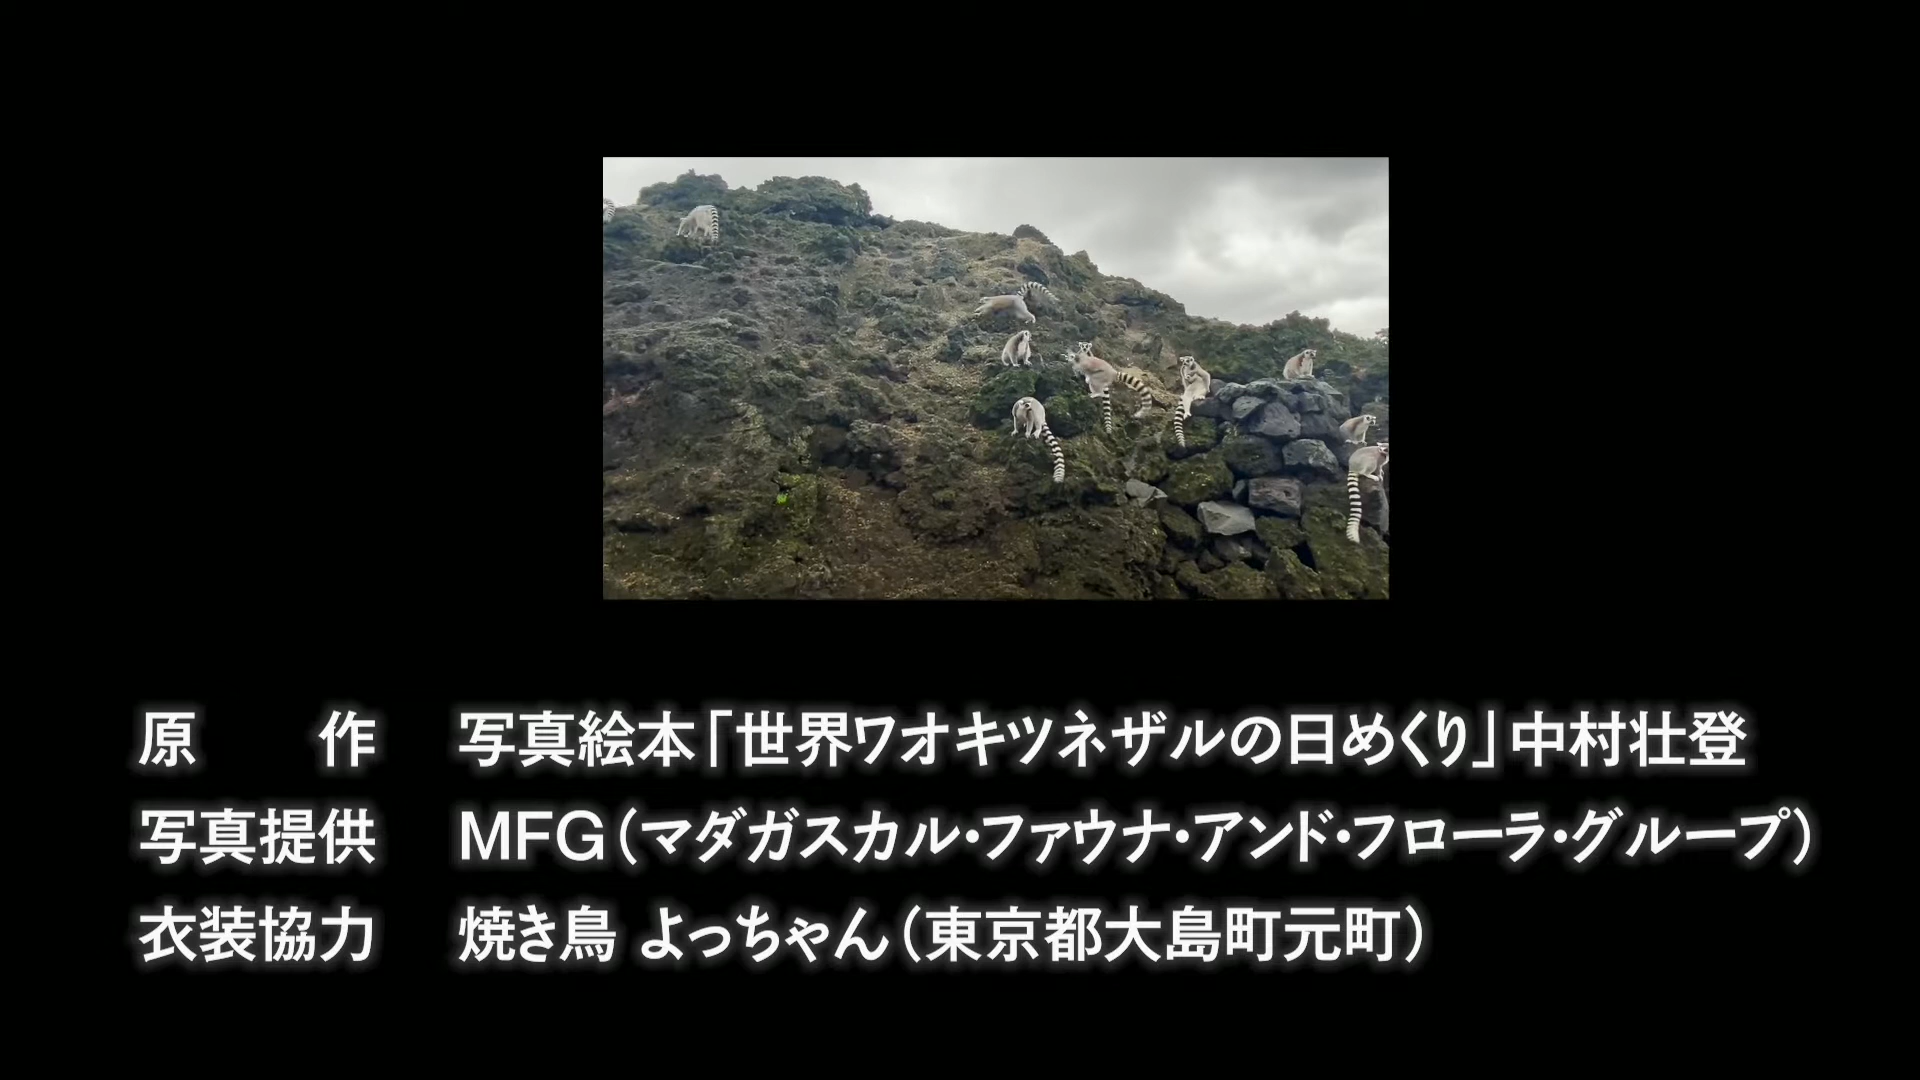 原　　作　写真絵本「世界ワオキツネザルの日めくり」中村壮登
写真提供　MFG（マダガスカル・ファウナ・アンド・フローラ・グループ）
衣装協力　焼き鳥 よっちゃん（東京都大島町元町）